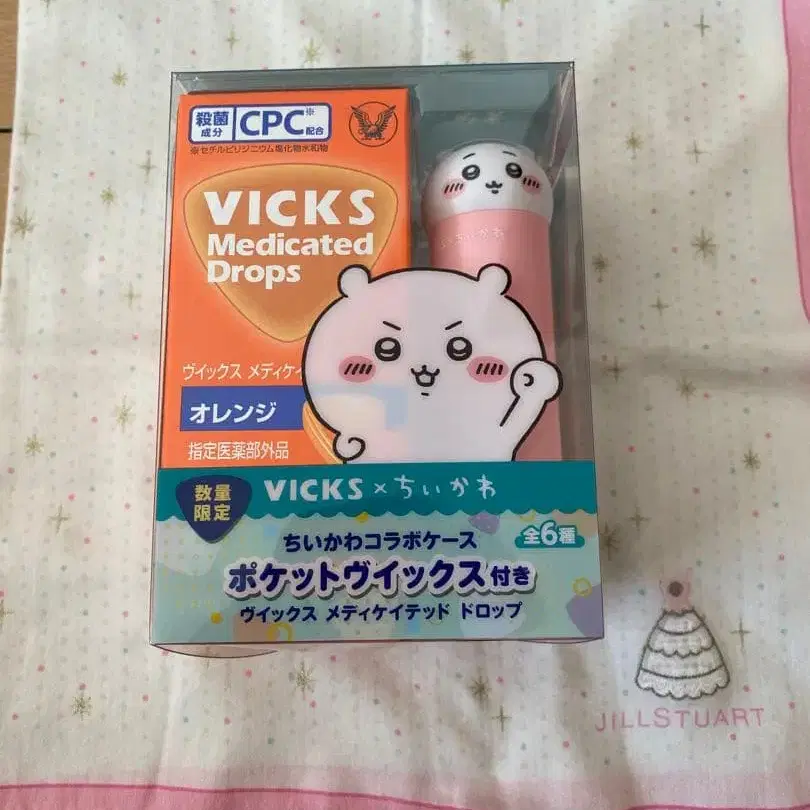 殺菌成分 CPC※ 配合
※セチルピリジニウム塩化物水和物
VICKS
Medicated
Drops
ヴイックス メディケイ
オレンジ
指定医薬部外品
ちいかわ
数量限定
VICKS×ちいかわ
ちいかわコラボケース
全6種
ポケットヴイックス付き
ヴイックス メディケイテッド ドロップ
JILLSTUART